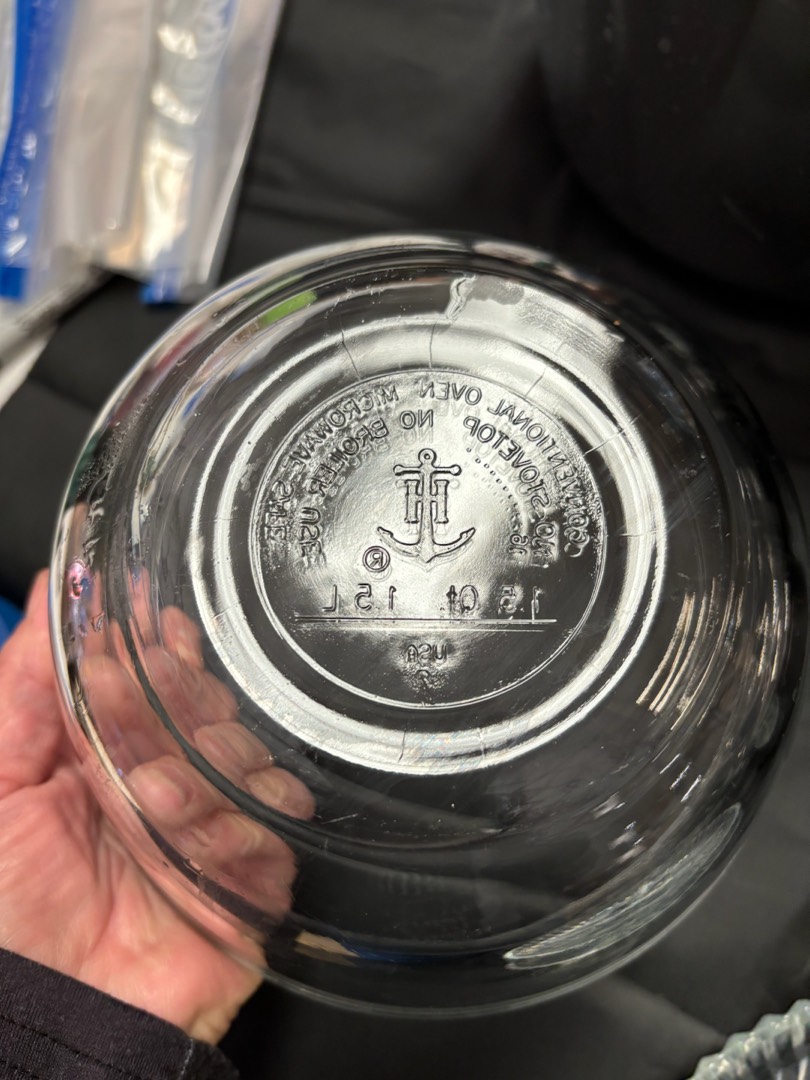 CONVENTIONAL OVEN MICROWAVE SAFE
NO STOVETOP NO BROILER USE
H
®
1.5 Qt. 1.5 L
USA